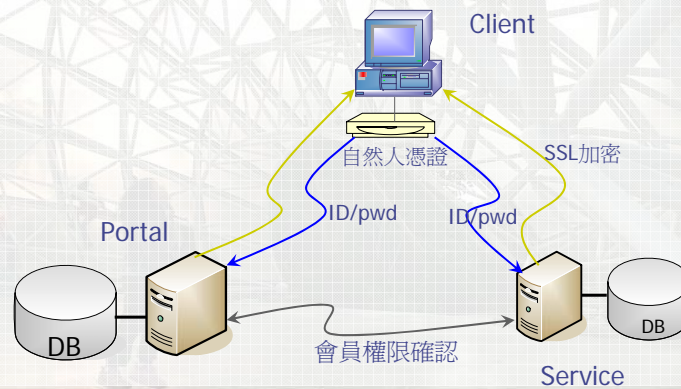 Client
自然人憑證
SSL加密
ID/pwd
ID/pwd
Portal
DB
DB
會員權限確認
Service